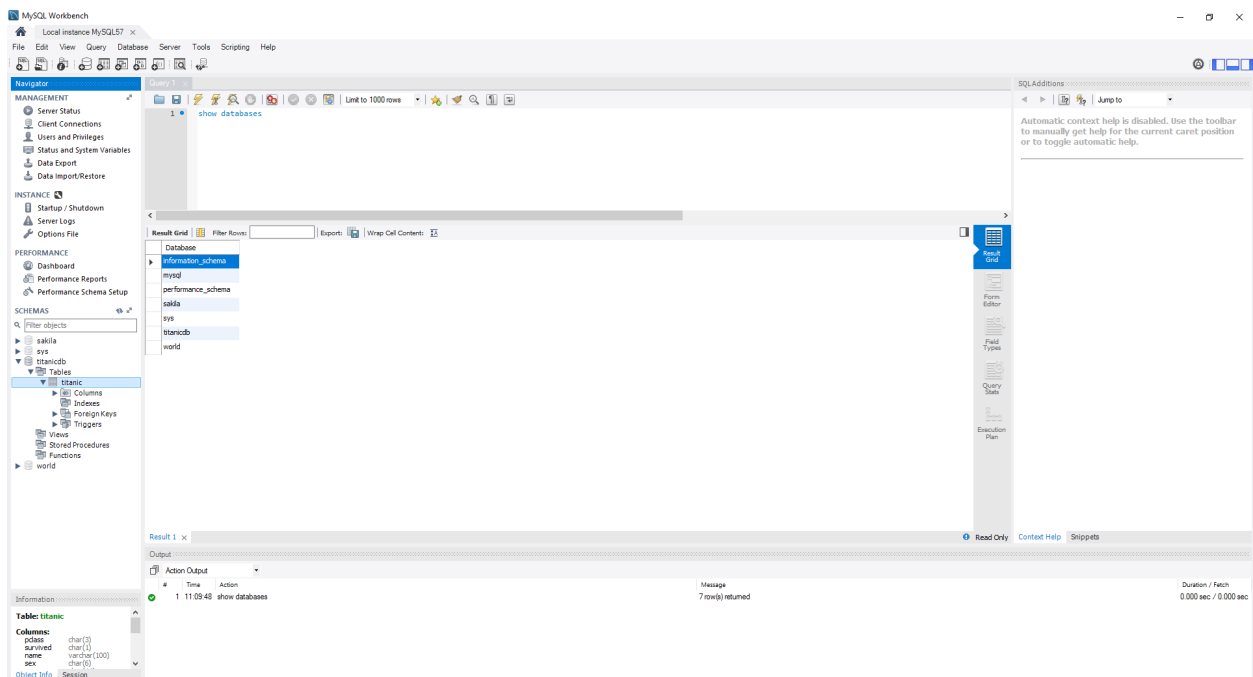 MySQL Workbench
Local instance MySQL57
File Edit View Query Database Server Tools Scripting Help
Navigator
MANAGEMENT
Server Status
Client Connections
Users and Privileges
Status and System Variables
Data Export
Data Import/Restore
INSTANCE
Startup / Shutdown
Server Logs
Options File
PERFORMANCE
Dashboard
Performance Reports
Performance Schema Setup
SCHEMAS
Filter objects
sakila
sys
titanicdb
Tables
titanic
Columns
Indexes
Foreign Keys
Triggers
Views
Stored Procedures
Functions
world
Information
Table: titanic
Columns:
pclass char(3)
survived char(1)
name varchar(100)
sex char(6)
Object Info Session
Query 1
Limit to 1000 rows
1 show databases
Result Grid Filter Rows: Export: Wrap Cell Content:
Database
information_schema
mysql
performance_schema
sakila
sys
titanicdb
world
Result Grid
Form Editor
Field Types
Query Stats
Execution Plan
Result 1 Read Only
SQLAdditions
Jump to
Automatic context help is disabled. Use the toolbar
to manually get help for the current caret position
or to toggle automatic help.
Context Help Snippets
Output
Action Output
# Time Action Message Duration / Fetch
1 11:09:48 show databases 7 row(s) returned 0.000 sec / 0.000 sec